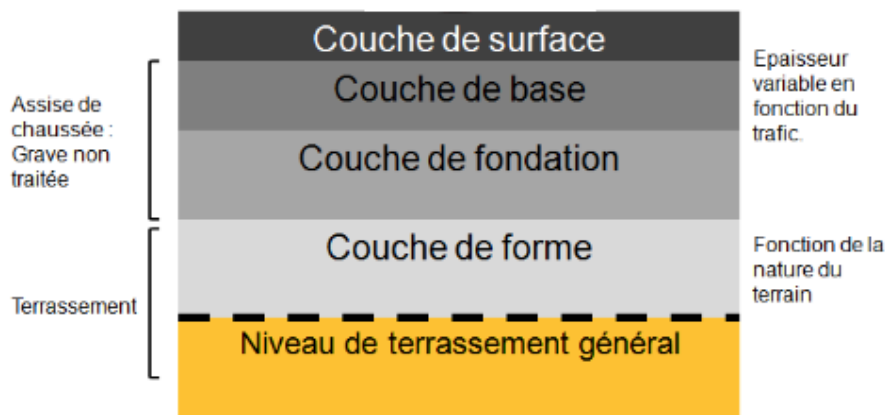 Couche de surface
Couche de base
Couche de fondation
Couche de forme
Niveau de terrassement général
Assise de
chaussée :
Grave non
traitée
Terrassement
Epaisseur
variable en
fonction du
trafic.
Fonction de la
nature du
terrain